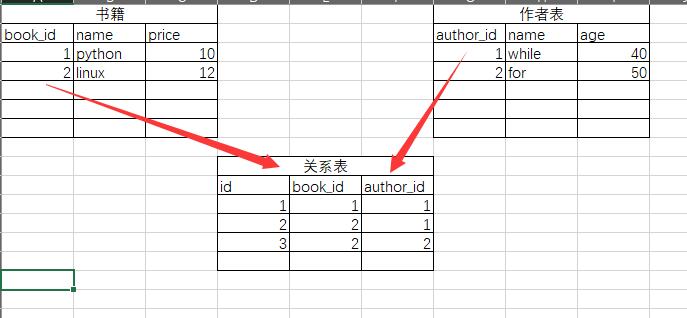 书籍 作者表
book_id name price author_id name age
1 python 10 1 while 40
2 linux 12 2 for 50
关系表
id book_id author_id
1 1 1
2 2 1
3 2 2